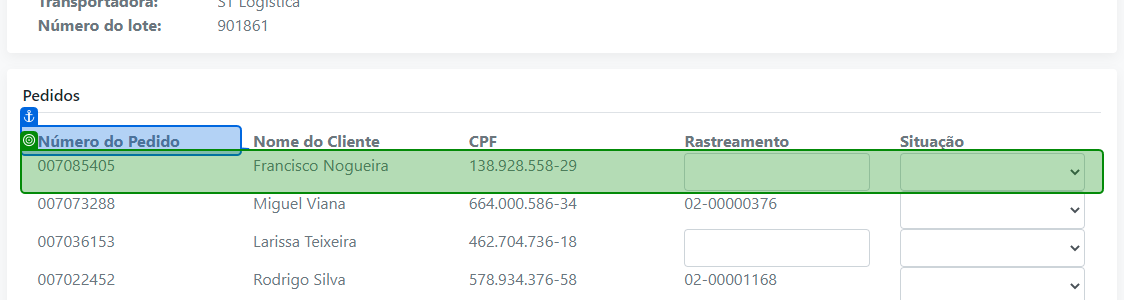 Transportadora: ST Logística
Número do lote: 901861
Pedidos
Número do Pedido Nome do Cliente CPF Rastreamento Situação
007085405 Francisco Nogueira 138.928.558-29
007073288 Miguel Viana 664.000.586-34 02-00000376
007036153 Larissa Teixeira 462.704.736-18
007022452 Rodrigo Silva 578.934.376-58 02-00001168